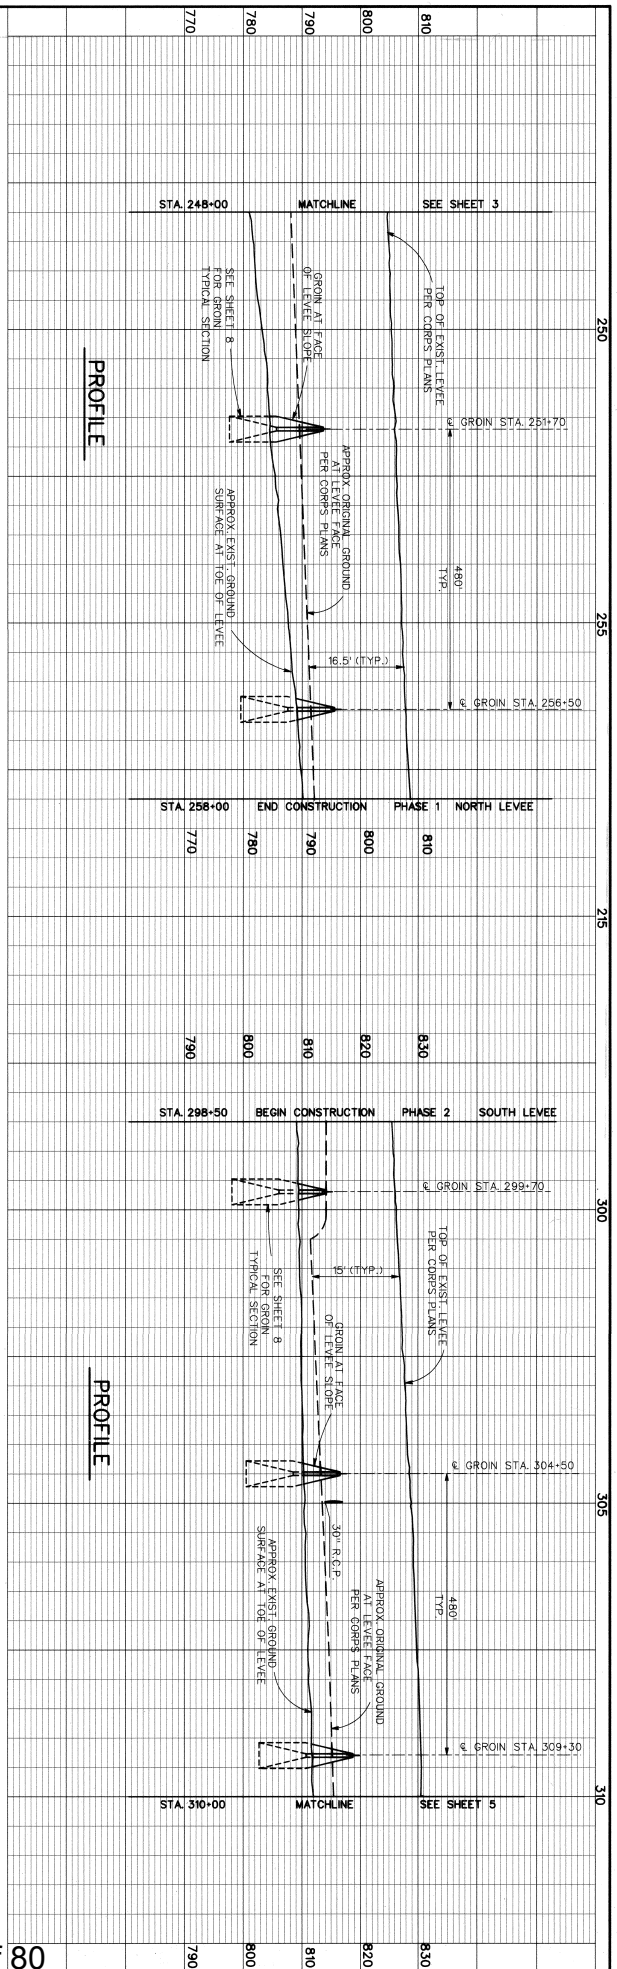 770
780
790
800
810
STA. 248+00
MATCHLINE
SEE SHEET 3
250
TOP OF EXIST. LEVEE
PER CORPS PLANS
GROIN AT FACE
OF LEVEE SLOPE
SEE SHEET 8
FOR GROIN
TYPICAL SECTION
PROFILE
℄ GROIN STA. 251+70
APPROX. ORIGINAL GROUND
AT LEVEE FACE
PER CORPS PLANS
APPROX. EXIST. GROUND
SURFACE AT TOE OF LEVEE
480'
TYP.
255
16.5' (TYP.)
℄ GROIN STA. 256+50
STA. 258+00
END CONSTRUCTION
PHASE 1 NORTH LEVEE
770
780
790
800
810
215
790
800
810
820
830
STA. 298+50
BEGIN CONSTRUCTION
PHASE 2
SOUTH LEVEE
℄ GROIN STA. 299+70
300
TOP OF EXIST. LEVEE
PER CORPS PLANS
15' (TYP.)
SEE SHEET 8
FOR GROIN
TYPICAL SECTION
GROIN AT FACE
OF LEVEE SLOPE
PROFILE
℄ GROIN STA. 304+50
305
30" R.C.P.
APPROX. EXIST. GROUND
SURFACE AT TOE OF LEVEE
APPROX. ORIGINAL GROUND
AT LEVEE FACE
PER CORPS PLANS
480'
TYP.
℄ GROIN STA. 309+30
310
STA. 310+00
MATCHLINE
SEE SHEET 5
790
800
810
820
830
80